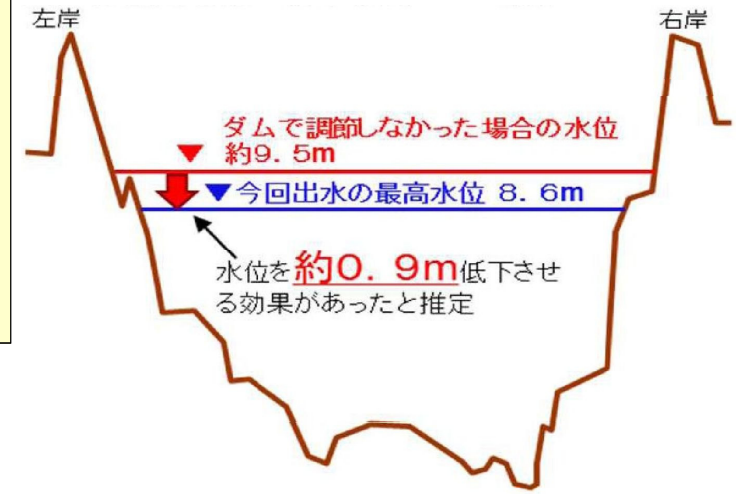 左岸
右岸
ダムで調節しなかった場合の水位
▼ 約9.5m
▼今回出水の最高水位 8.6m
水位を約0.9m低下させ
る効果があったと推定